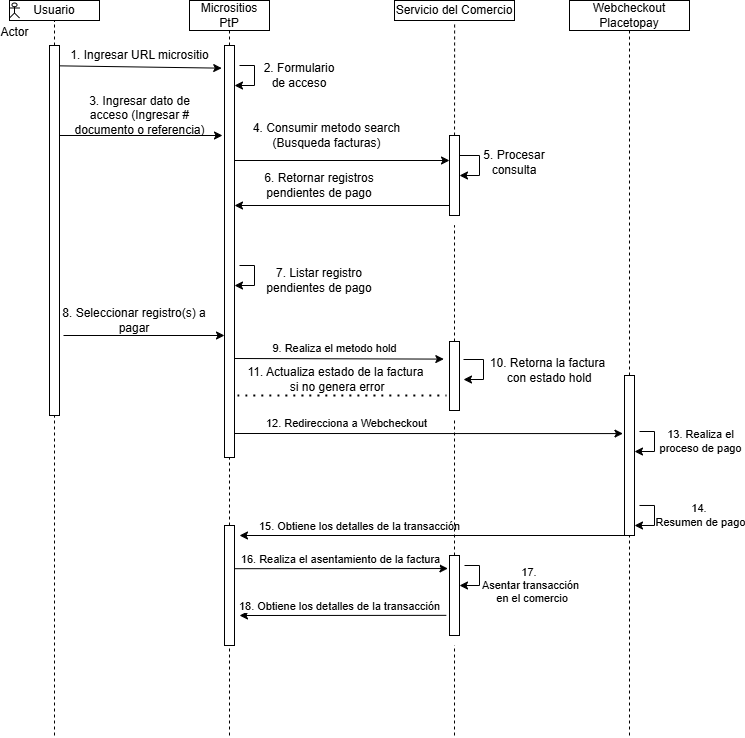 Usuario
Micrositios
PtP
Servicio del Comercio
Webcheckout
Placetopay
Actor
1. Ingresar URL micrositio
2. Formulario
de acceso
3. Ingresar dato de
acceso (Ingresar #
documento o referencia)
4. Consumir metodo search
(Busqueda facturas)
5. Procesar
consulta
6. Retornar registros
pendientes de pago
7. Listar registro
pendientes de pago
8. Seleccionar registro(s) a
pagar
9. Realiza el metodo hold
10. Retorna la factura
con estado hold
11. Actualiza estado de la factura
si no genera error
12. Redirecciona a Webcheckout
13. Realiza el
proceso de pago
14.
Resumen de pago
15. Obtiene los detalles de la transacción
16. Realiza el asentamiento de la factura
17.
Asentar transacción
en el comercio
18. Obtiene los detalles de la transacción